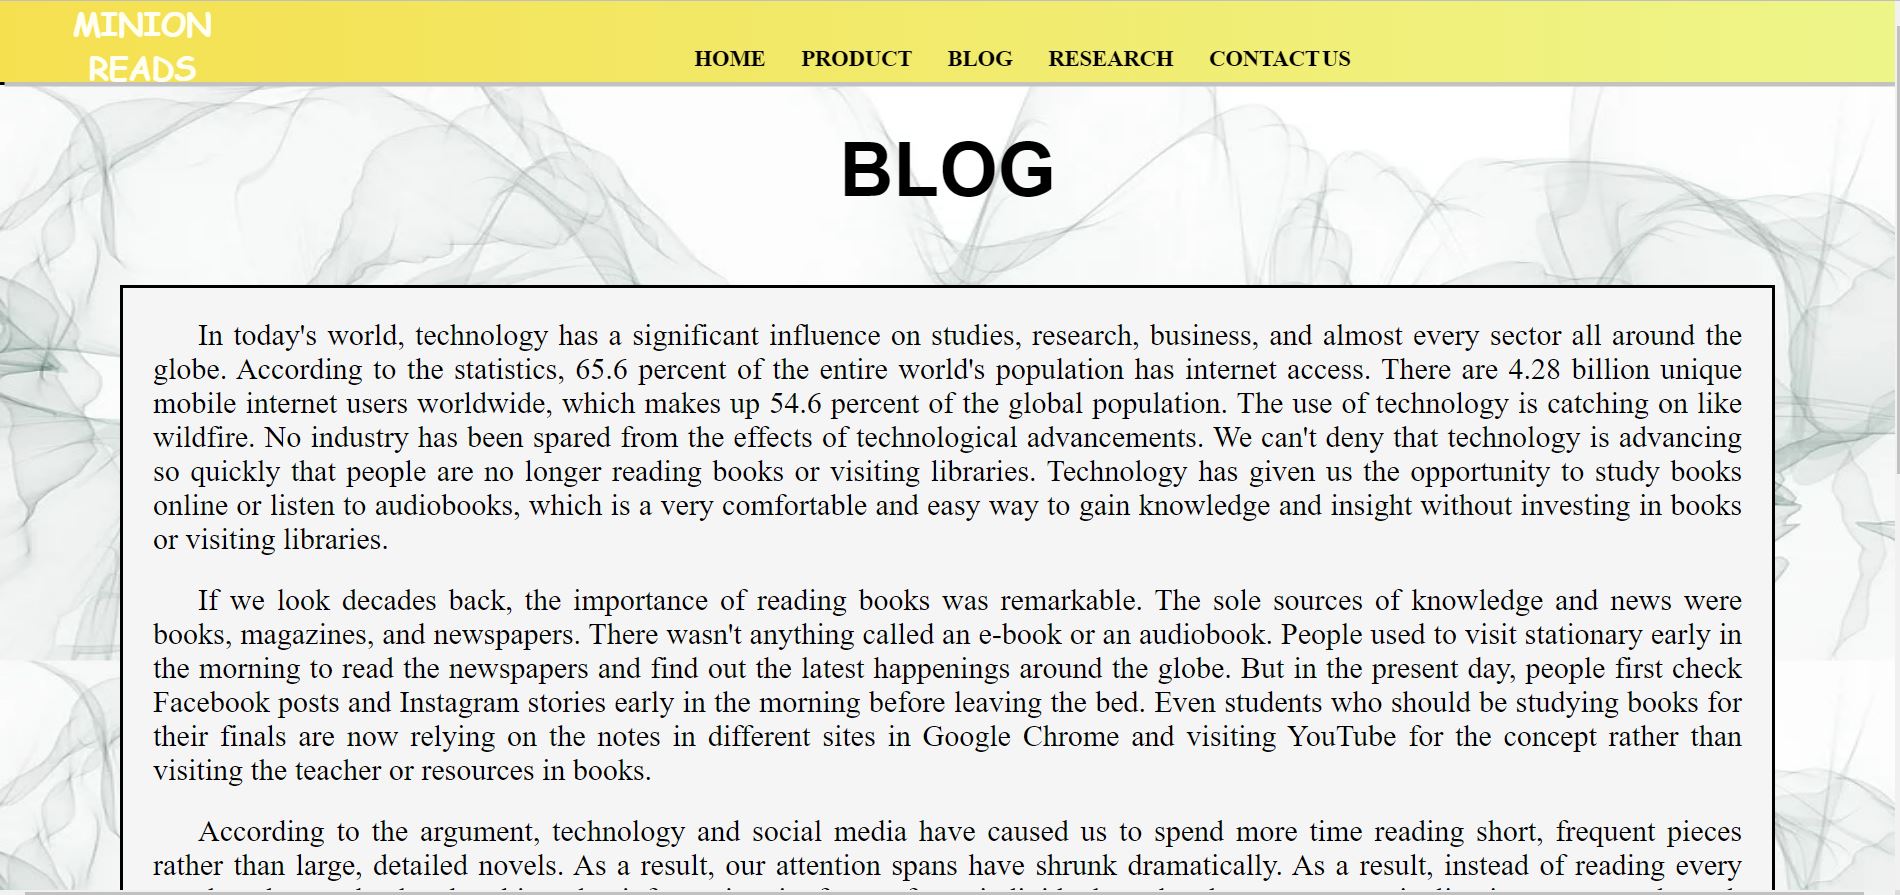 MINION
READS
HOME PRODUCT BLOG RESEARCH CONTACT US
BLOG
In today's world, technology has a significant influence on studies, research, business, and almost every sector all around the
globe. According to the statistics, 65.6 percent of the entire world's population has internet access. There are 4.28 billion unique
mobile internet users worldwide, which makes up 54.6 percent of the global population. The use of technology is catching on like
wildfire. No industry has been spared from the effects of technological advancements. We can't deny that technology is advancing
so quickly that people are no longer reading books or visiting libraries. Technology has given us the opportunity to study books
online or listen to audiobooks, which is a very comfortable and easy way to gain knowledge and insight without investing in books
or visiting libraries.
If we look decades back, the importance of reading books was remarkable. The sole sources of knowledge and news were
books, magazines, and newspapers. There wasn't anything called an e-book or an audiobook. People used to visit stationary early in
the morning to read the newspapers and find out the latest happenings around the globe. But in the present day, people first check
Facebook posts and Instagram stories early in the morning before leaving the bed. Even students who should be studying books for
their finals are now relying on the notes in different sites in Google Chrome and visiting YouTube for the concept rather than
visiting the teacher or resources in books.
According to the argument, technology and social media have caused us to spend more time reading short, frequent pieces
rather than large, detailed novels. As a result, our attention spans have shrunk dramatically. As a result, instead of reading every